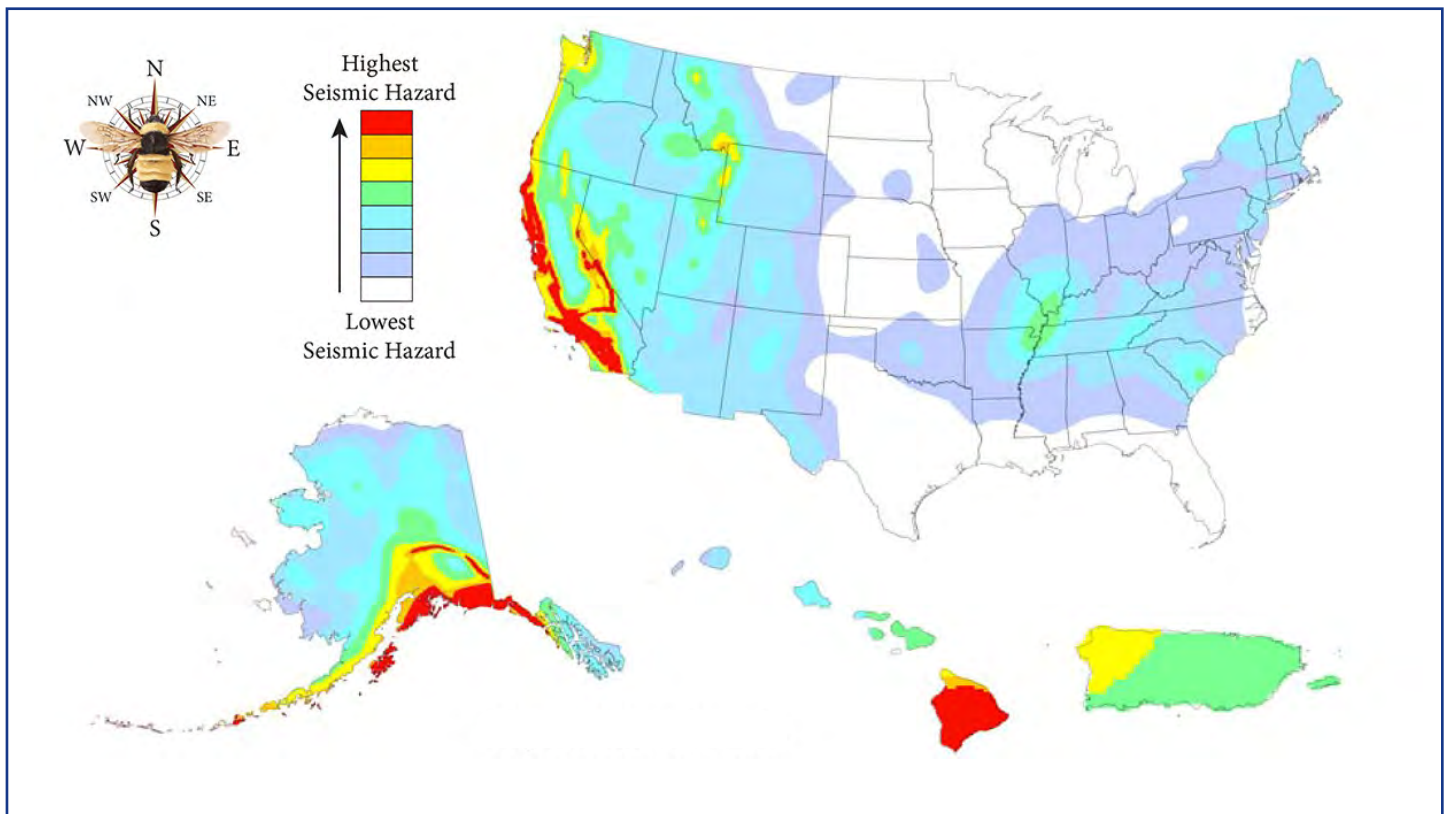 N
NW NE
W E
SW SE
S
Highest
Seismic Hazard
Lowest
Seismic Hazard